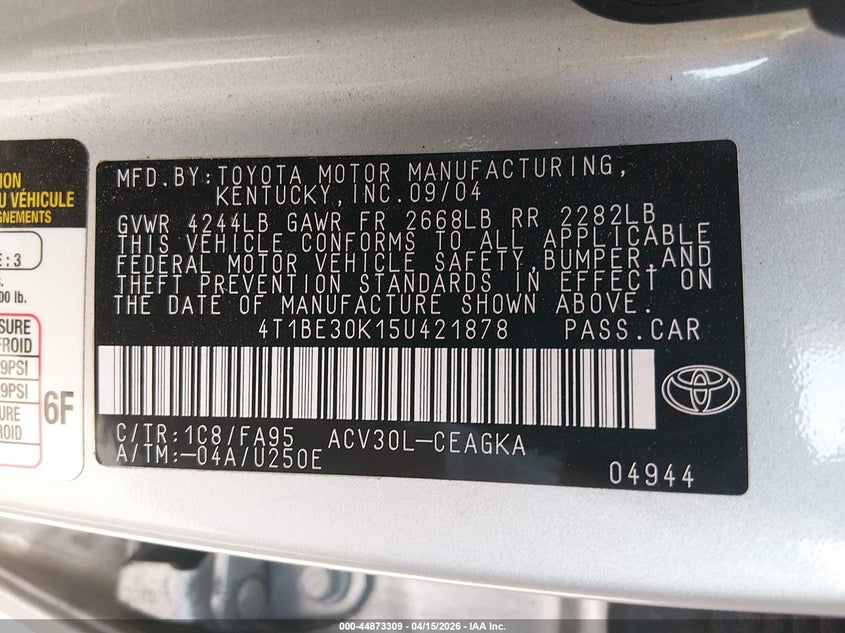 ION
U VÉHICULE
GNEMENTS
E : 3
00 lb.
SURE
FROID
9PSI
9PSI
URE
ROID
6F
MFD.BY:TOYOTA MOTOR MANUFACTURING,
KENTUCKY,INC.09/04
GVWR 4244LB GAWR FR 2668LB RR 2282LB
THIS VEHICLE CONFORMS TO ALL APPLICABLE
FEDERAL MOTOR VEHICLE SAFETY,BUMPER,AND
THEFT PREVENTION STANDARDS IN EFFECT ON
THE DATE OF MANUFACTURE SHOWN ABOVE.
4T1BE30K15U421878 PASS.CAR
C/TR:1C8/FA95 ACV30L-CEAGKA
A/TM:-04A/U250E
04944
000-44873309 - 04/15/2026 - IAA Inc.